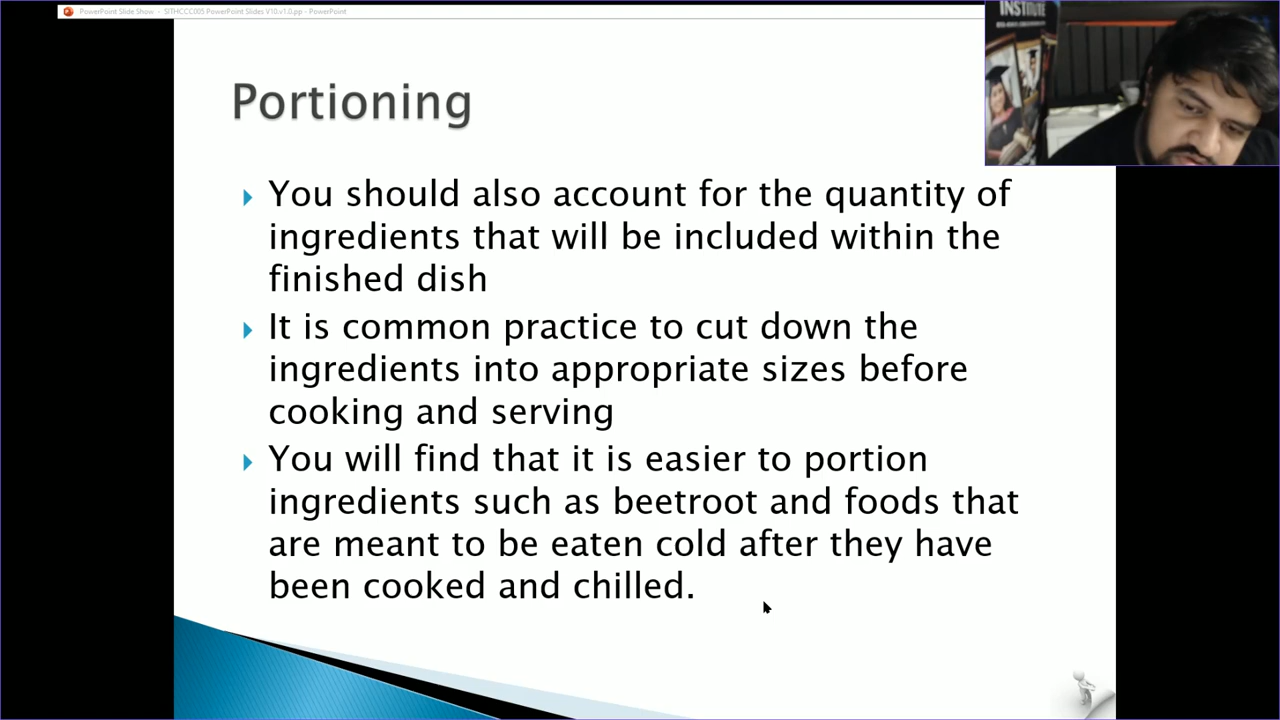 PowerPoint Slide Show - SITHCCC005 PowerPoint Slides V10.v1.0.pp - PowerPoint
INSTITUTE
Portioning
You should also account for the quantity of
ingredients that will be included within the
finished dish
It is common practice to cut down the
ingredients into appropriate sizes before
cooking and serving
You will find that it is easier to portion
ingredients such as beetroot and foods that
are meant to be eaten cold after they have
been cooked and chilled.